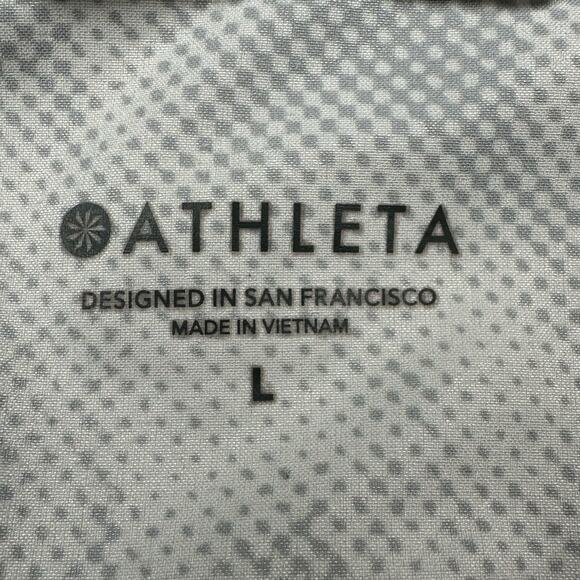 ATHLETA
DESIGNED IN SAN FRANCISCO
MADE IN VIETNAM
L